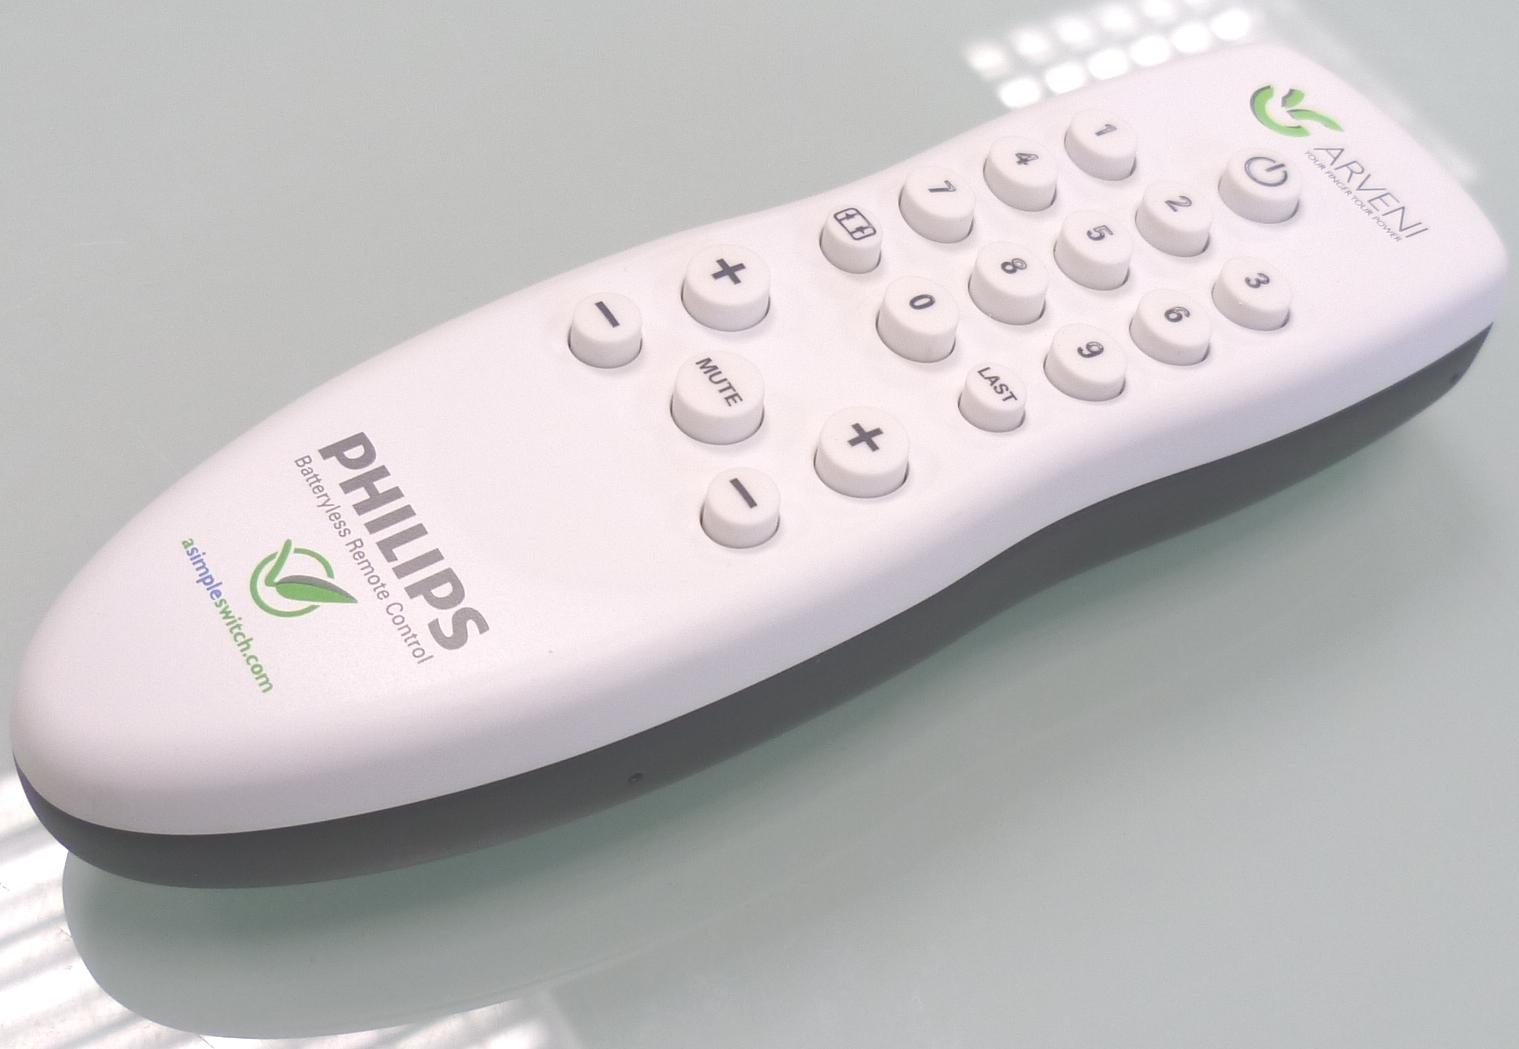 ARVENI
YOUR FINGER YOUR POWER
1 2 3
4 5 6
7 8 9
0 LAST
+ +
MUTE
- -
PHILIPS
Batteryless Remote Control
asimpleswitch.com